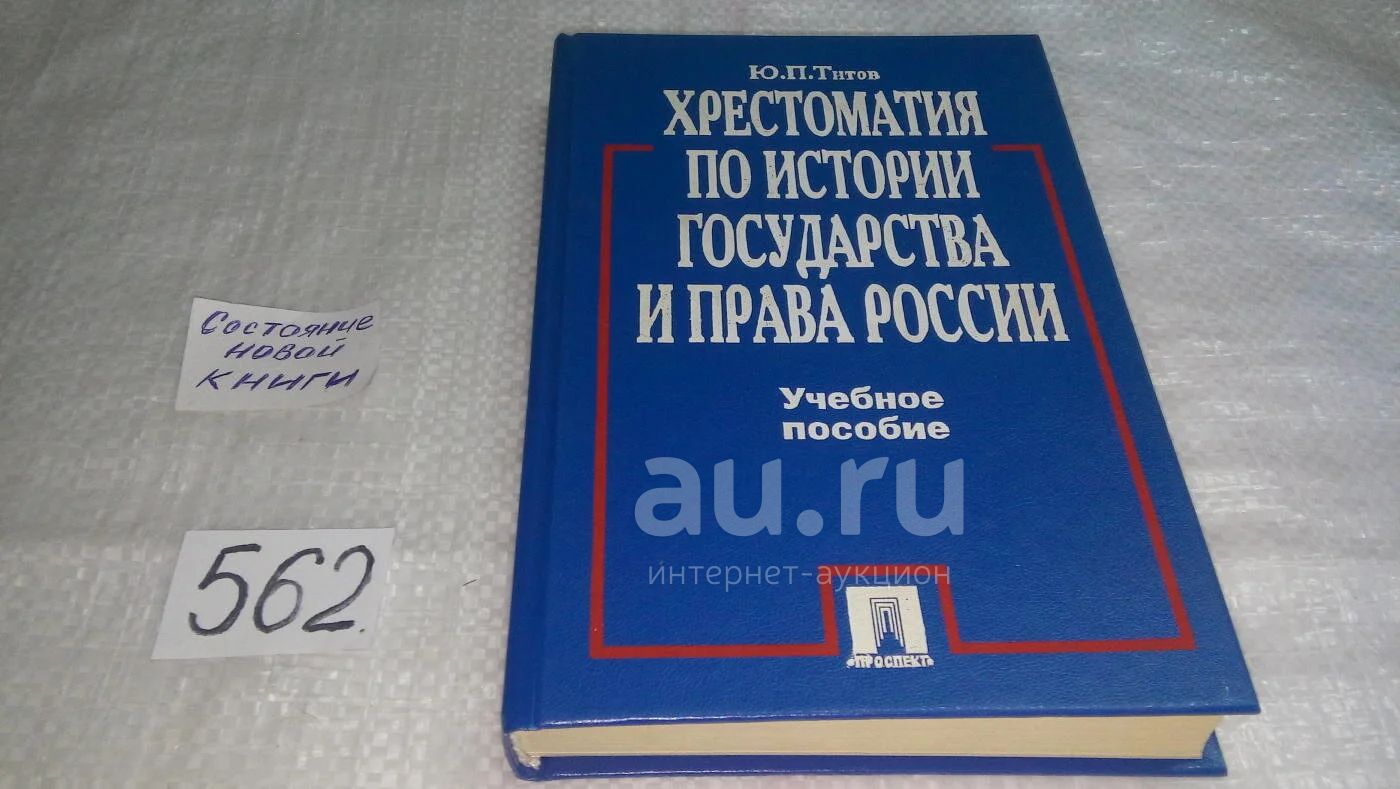 Ю.П.Титов
ХРЕСТОМАТИЯ
ПО ИСТОРИИ
ГОСУДАРСТВА
И ПРАВА РОССИИ
Учебное
пособие
au.ru
интернет-аукцион
•ПРОСПЕКТ•
Состояние
новой
книги
562.